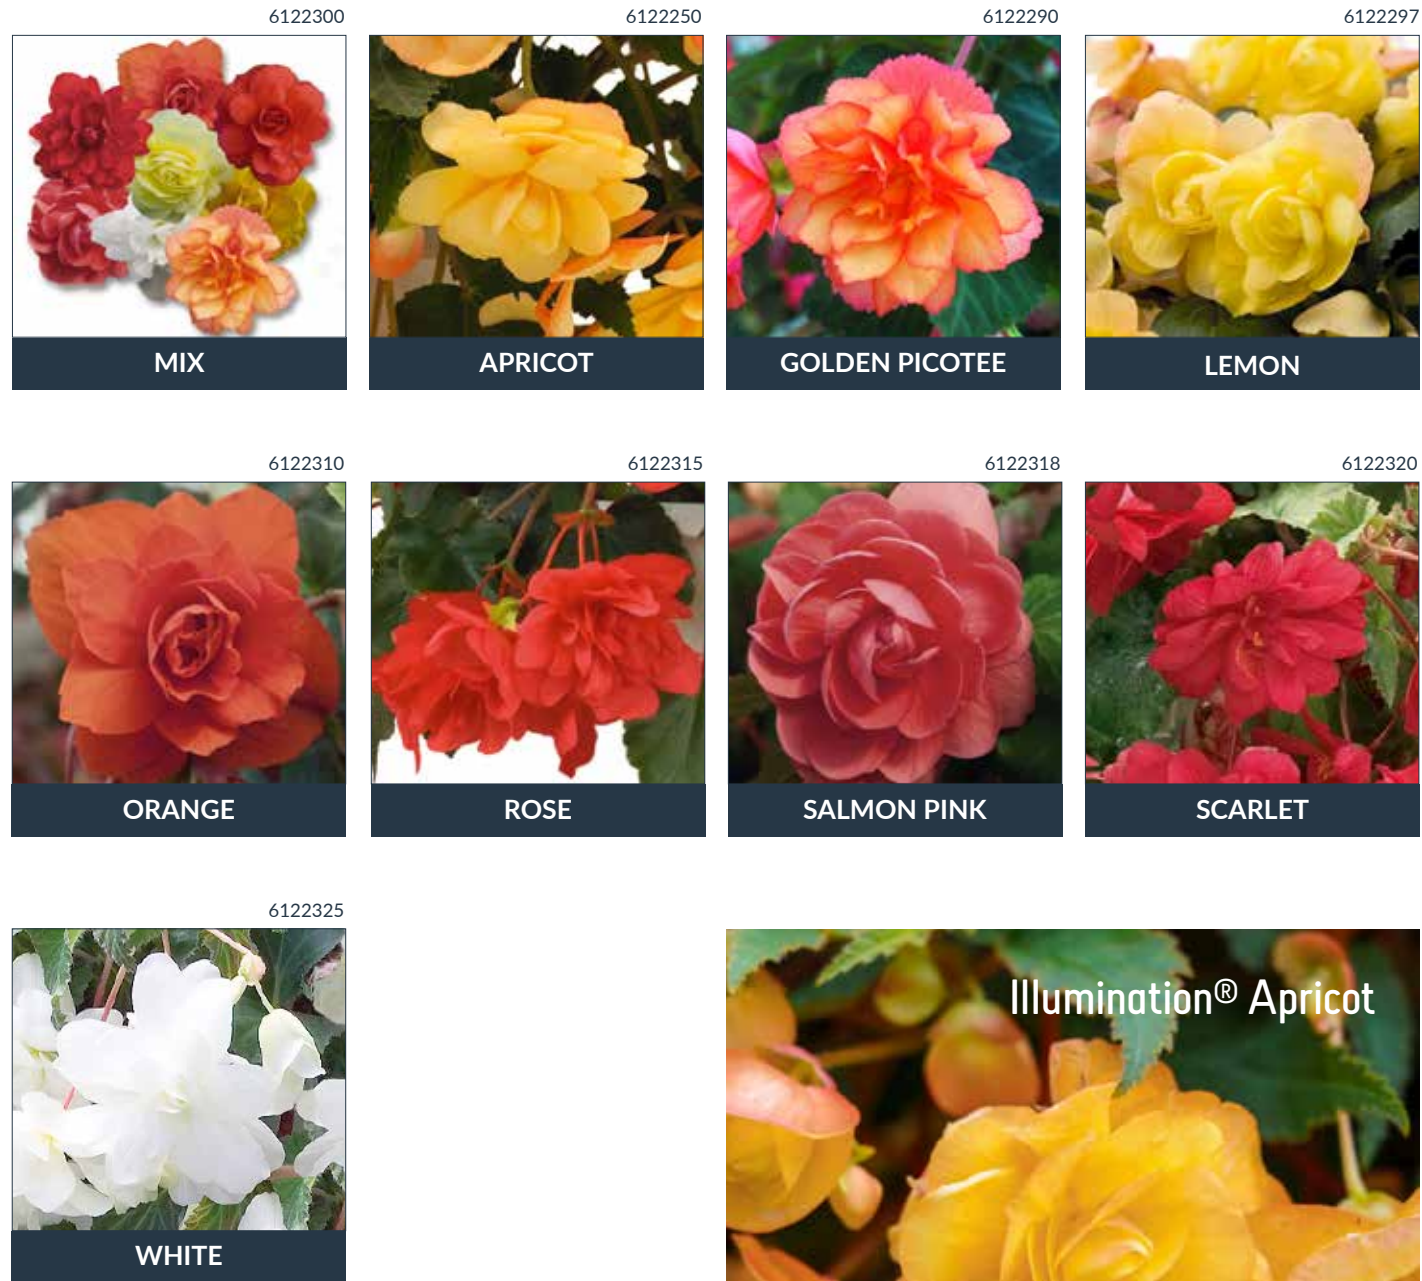 6122300
6122250
6122290
6122297
MIX
APRICOT
GOLDEN PICOTEE
LEMON
6122310
6122315
6122318
6122320
ORANGE
ROSE
SALMON PINK
SCARLET
6122325
WHITE
Illumination® Apricot